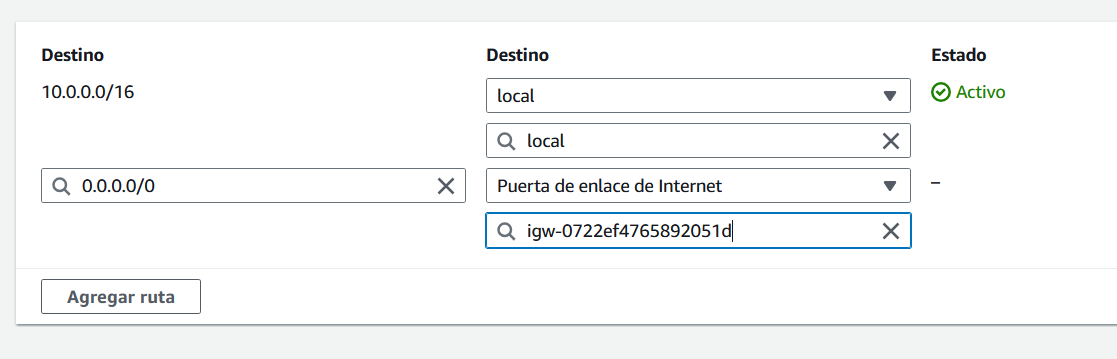 Destino Destino Estado
10.0.0.0/16 local Activo
local
0.0.0.0/0 Puerta de enlace de Internet –
igw-0722ef4765892051d
Agregar ruta